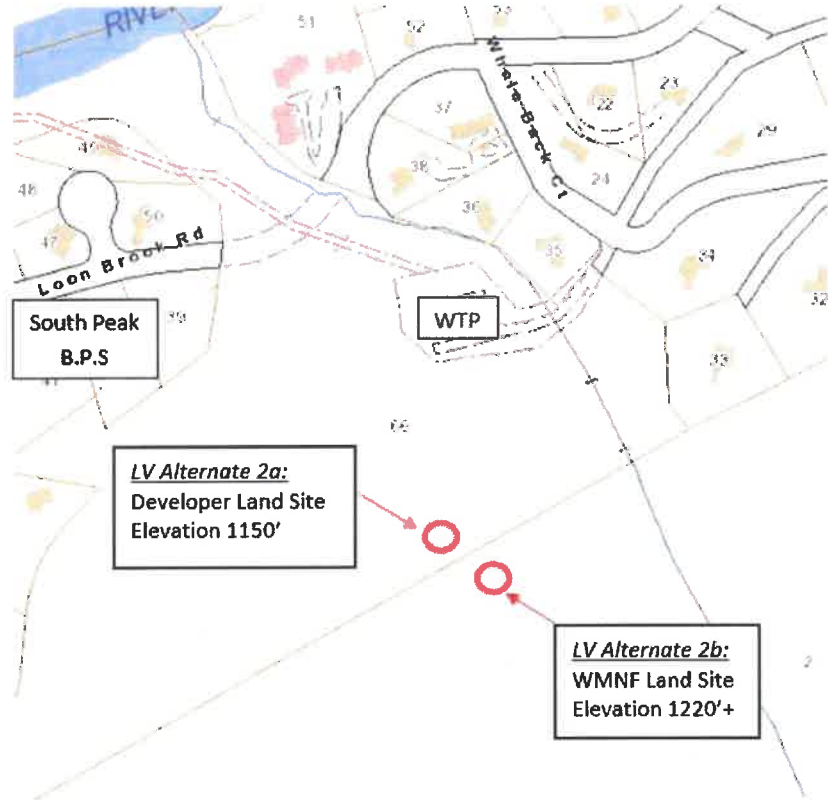 RIVE
51
52
22
23
29
37
38
36
35
24
34
32
33
Whale Back Ct
48
47
50
Loon Brook Rd
39
South Peak
B.P.S
WTP
66
LV Alternate 2a:
Developer Land Site
Elevation 1150'
LV Alternate 2b:
WMNF Land Site
Elevation 1220'+
2